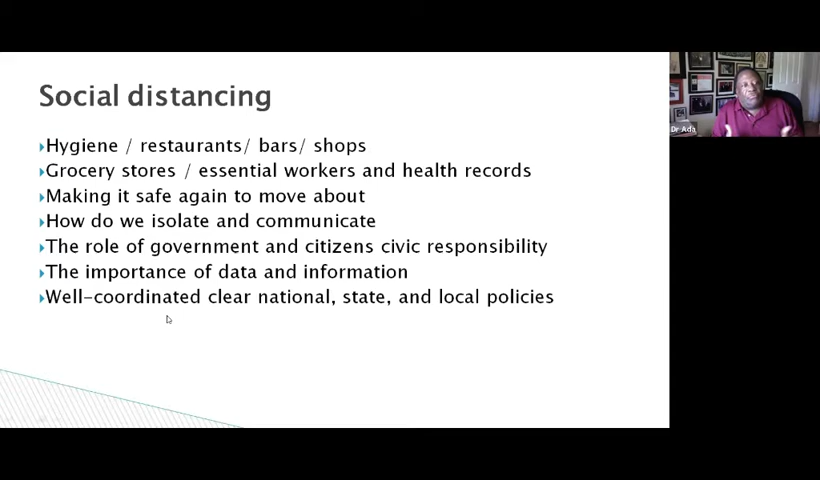 Social distancing
Hygiene / restaurants/ bars/ shops
Grocery stores / essential workers and health records
Making it safe again to move about
How do we isolate and communicate
The role of government and citizens civic responsibility
The importance of data and information
Well-coordinated clear national, state, and local policies
Dr Ada